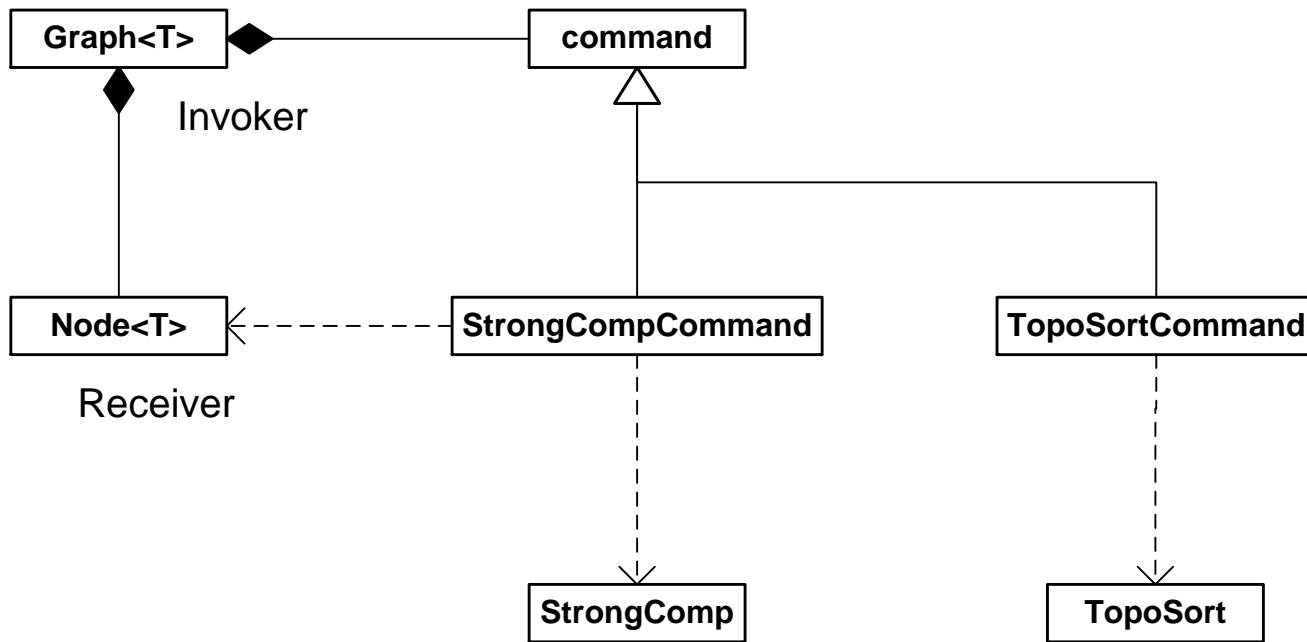 Graph<T>
command
Invoker
Node<T>
StrongCompCommand
TopoSortCommand
Receiver
StrongComp
TopoSort